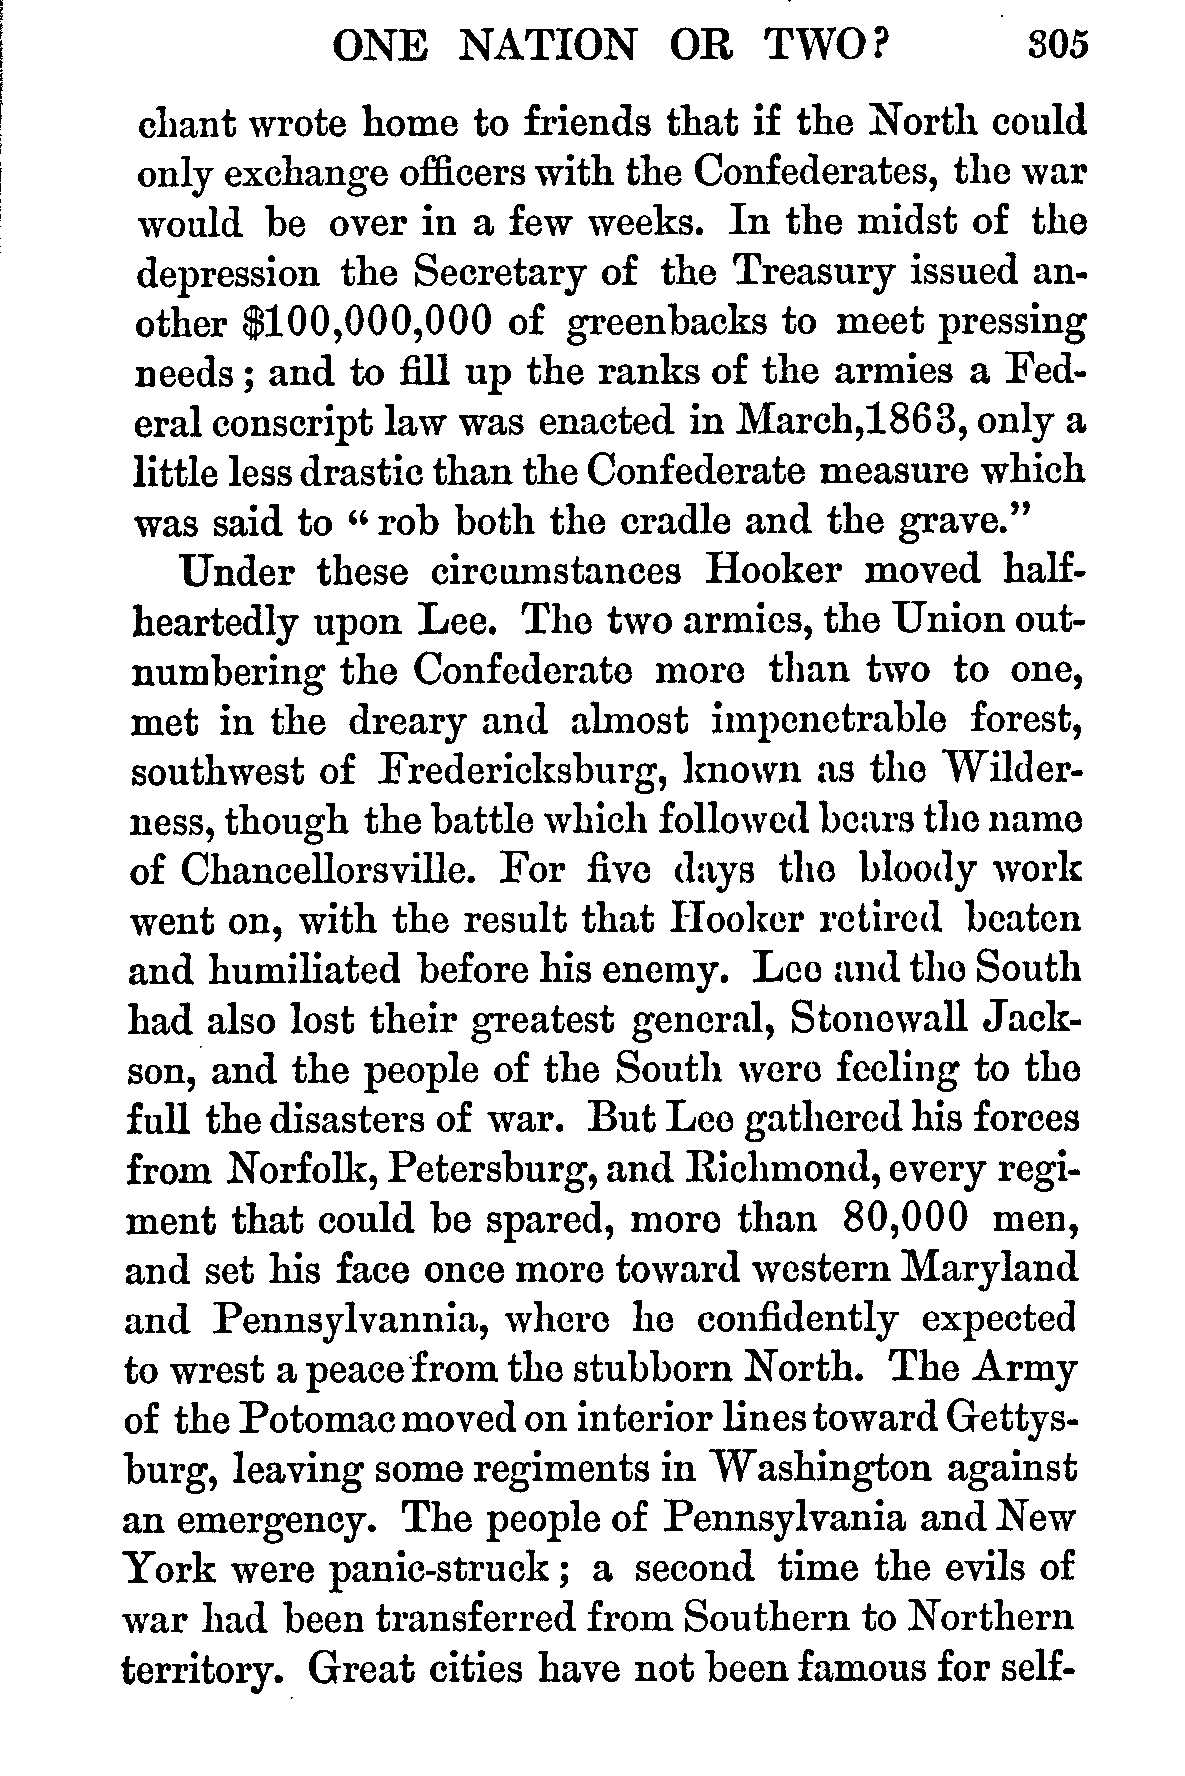 ONE NATION OR TWO? 305
chant wrote home to friends that if the North could
only exchange officers with the Confederates, the war
would be over in a few weeks. In the midst of the
depression the Secretary of the Treasury issued an-
other $100,000,000 of greenbacks to meet pressing
needs; and to fill up the ranks of the armies a Fed-
eral conscript law was enacted in March,1863, only a
little less drastic than the Confederate measure which
was said to "rob both the cradle and the grave."
Under these circumstances Hooker moved half-
heartedly upon Lee. The two armies, the Union out-
numbering the Confederate more than two to one,
met in the dreary and almost impenetrable forest,
southwest of Fredericksburg, known as the Wilder-
ness, though the battle which followed bears the name
of Chancellorsville. For five days the bloody work
went on, with the result that Hooker retired beaten
and humiliated before his enemy. Lee and the South
had also lost their greatest general, Stonewall Jack-
son, and the people of the South were feeling to the
full the disasters of war. But Lee gathered his forces
from Norfolk, Petersburg, and Richmond, every regi-
ment that could be spared, more than 80,000 men,
and set his face once more toward western Maryland
and Pennsylvannia, where he confidently expected
to wrest a peace from the stubborn North. The Army
of the Potomac moved on interior lines toward Gettys-
burg, leaving some regiments in Washington against
an emergency. The people of Pennsylvania and New
York were panic-struck; a second time the evils of
war had been transferred from Southern to Northern
territory. Great cities have not been famous for self-